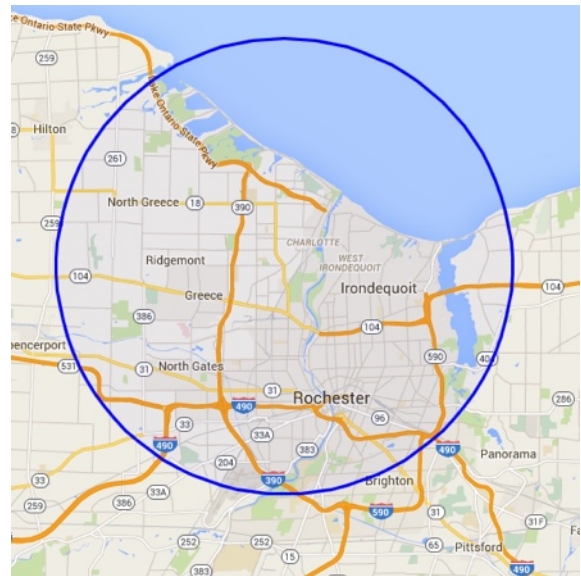 Lake Ontario State Pkwy
259
Lake Ontario State Pkwy
Hilton
18
261
North Greece
18
390
259
CHARLOTTE
WEST
IRONDEQUOIT
Ridgemont
104
Irondequoit
104
Greece
386
104
590
531
31
North Gates
31
286
490
Rochester
96
33
33A
383
490
490
204
Panorama
33
390
Brighton
33A
386
259
590
31
31F
252
252
15
65
Pittsford
383
490